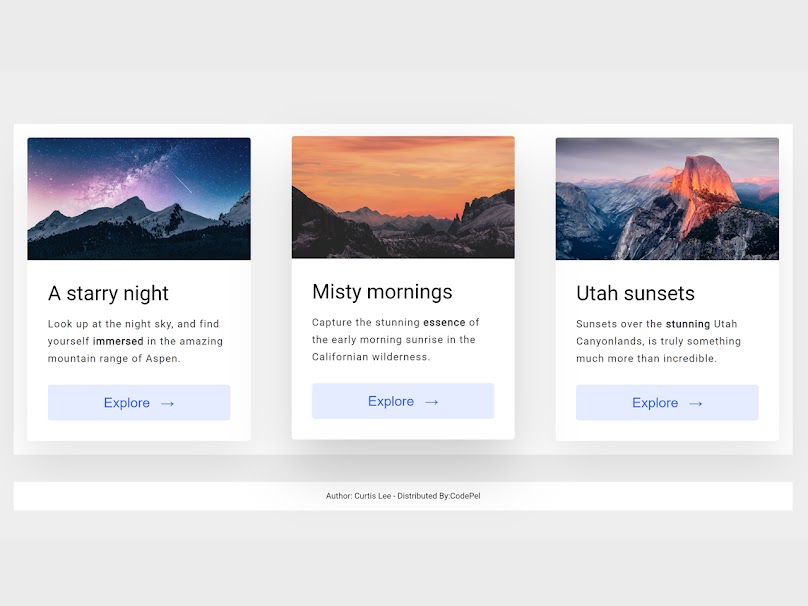 A starry night
Look up at the night sky, and find
yourself immersed in the amazing
mountain range of Aspen.
Explore →
Misty mornings
Capture the stunning essence of
the early morning sunrise in the
Californian wilderness.
Explore →
Utah sunsets
Sunsets over the stunning Utah
Canyonlands, is truly something
much more than incredible.
Explore →
Author: Curtis Lee - Distributed By:CodePel